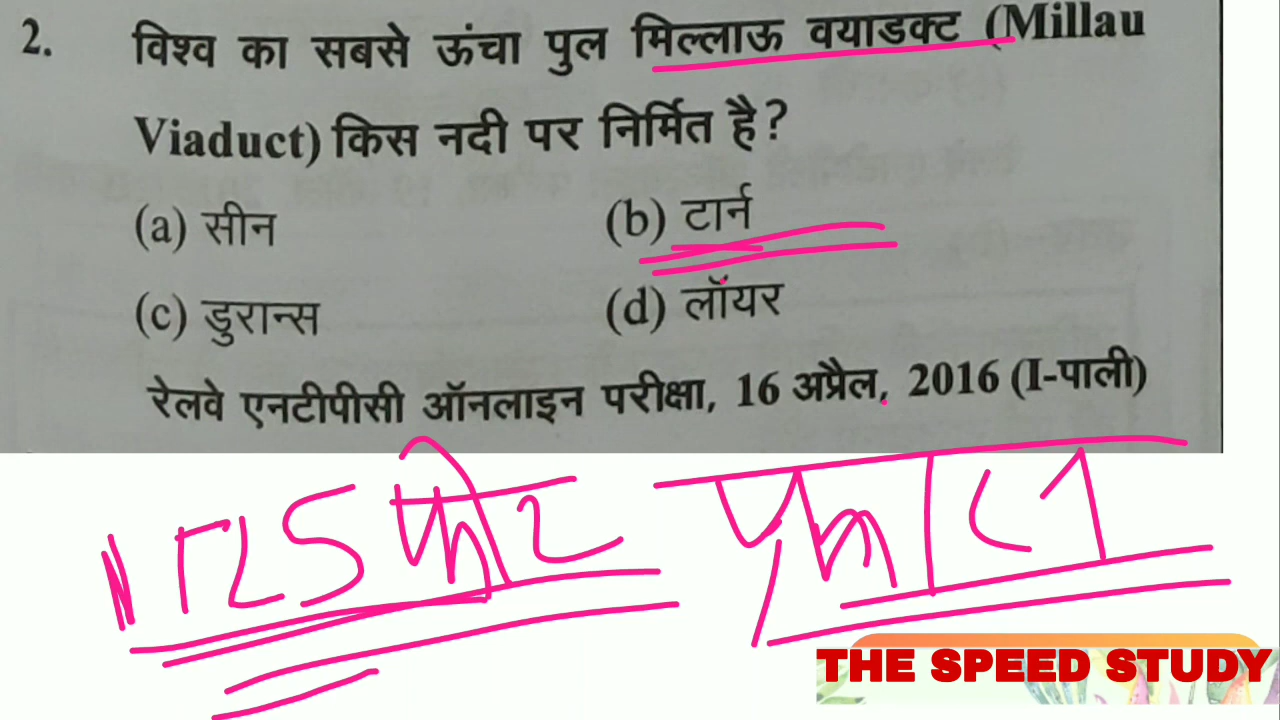 2. विश्व का सबसे ऊंचा पुल मिल्लाऊ वयाडक्ट (Millau
Viaduct) किस नदी पर निर्मित है?
(a) सीन (b) टार्न
(c) डुरान्स (d) लॉयर
रेलवे एनटीपीसी ऑनलाइन परीक्षा, 16 अप्रैल, 2016 (I-पाली)
THE SPEED STUDY